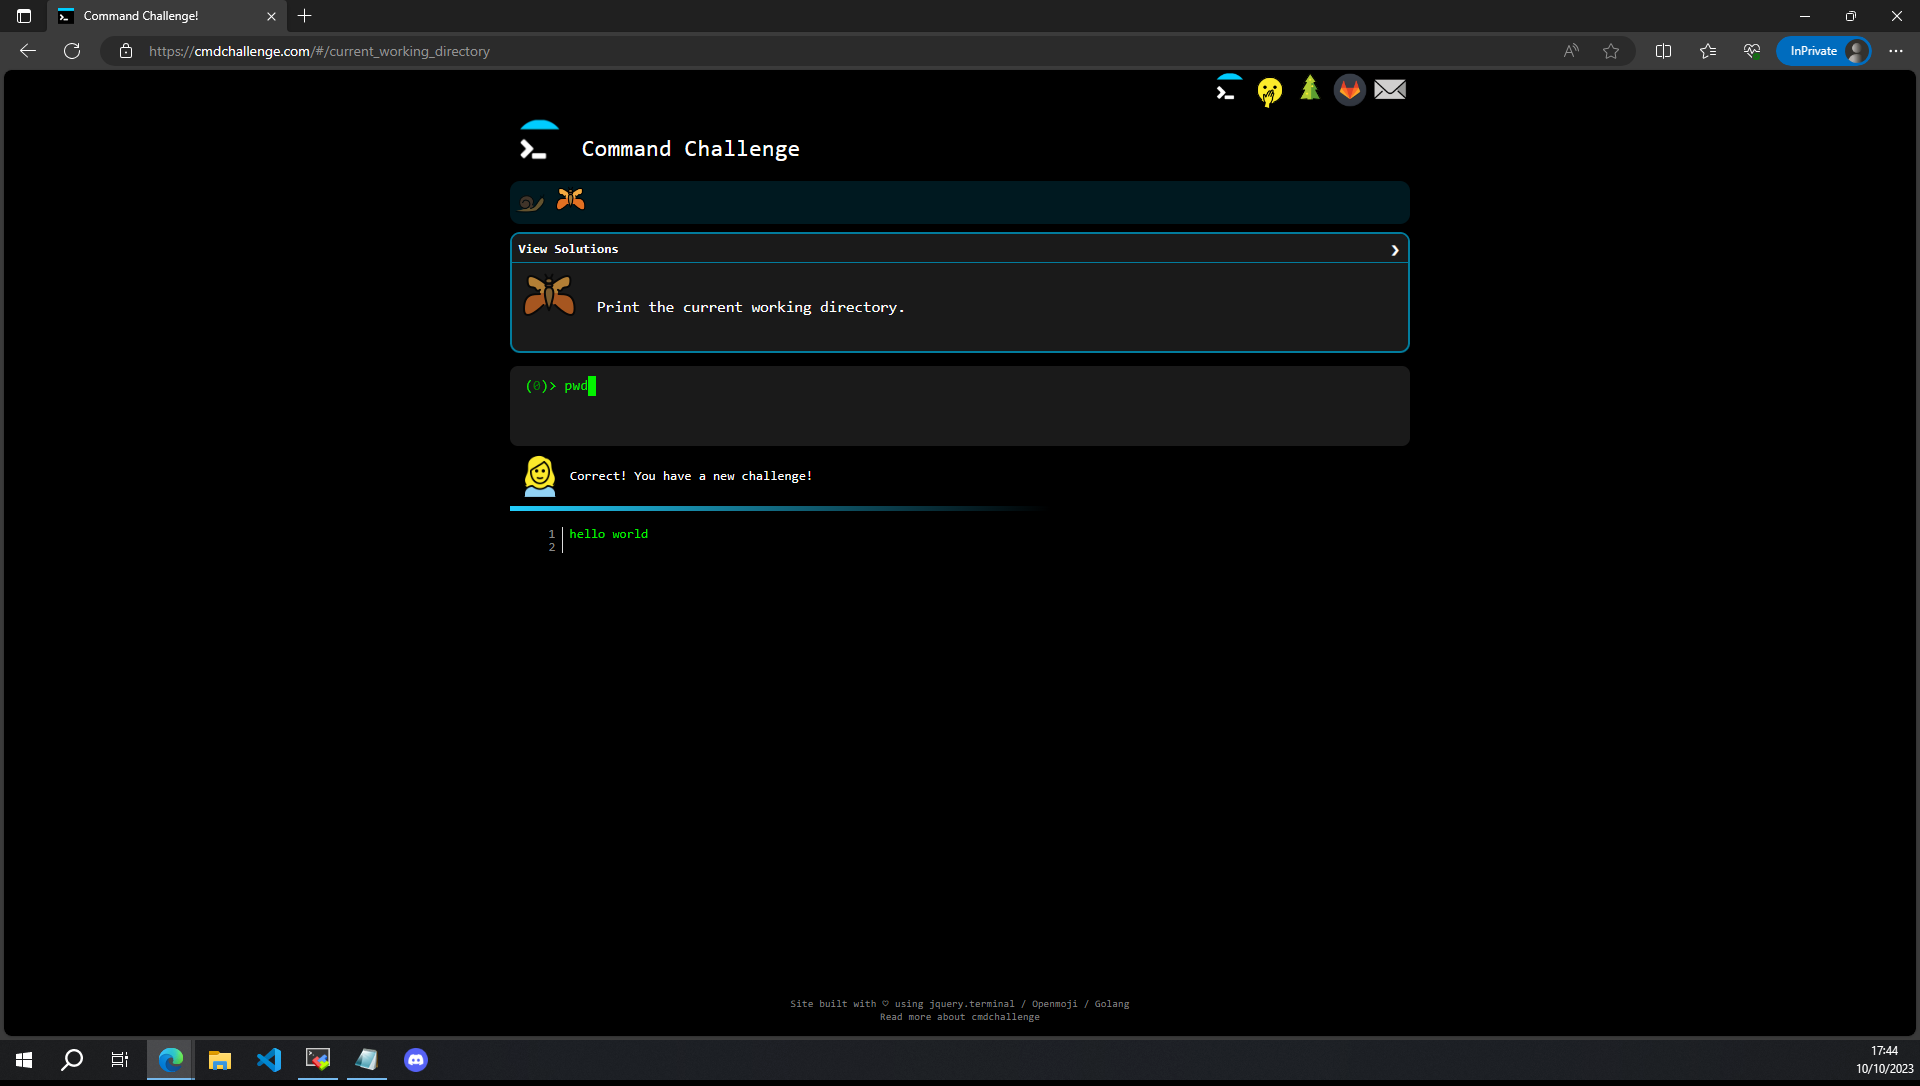 Command Challenge!
https://cmdchallenge.com/#/current_working_directory
InPrivate
Command Challenge
View Solutions
Print the current working directory.
(0)> pwd
Correct! You have a new challenge!
1 hello world
2
Site built with ♡ using jquery.terminal / Openmoji / Golang
Read more about cmdchallenge
17:44
10/10/2023